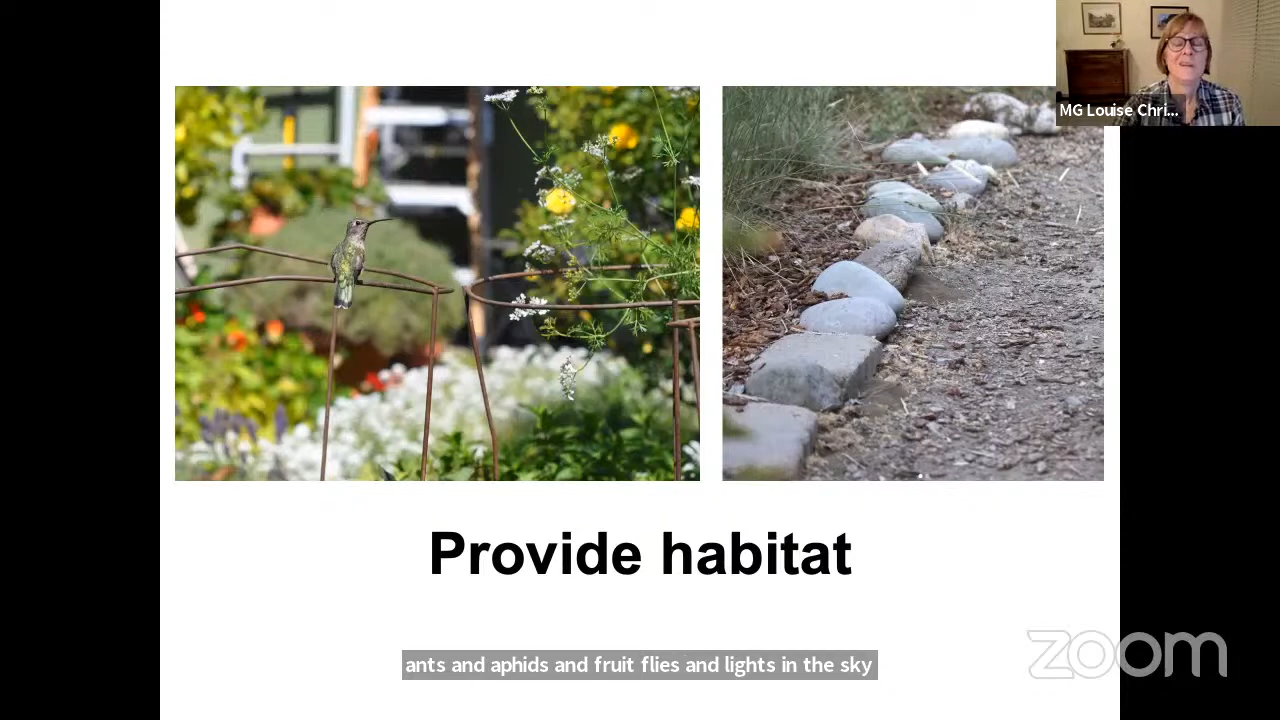 MG Louise Chri...
Provide habitat
ants and aphids and fruit flies and lights in the sky
zoom